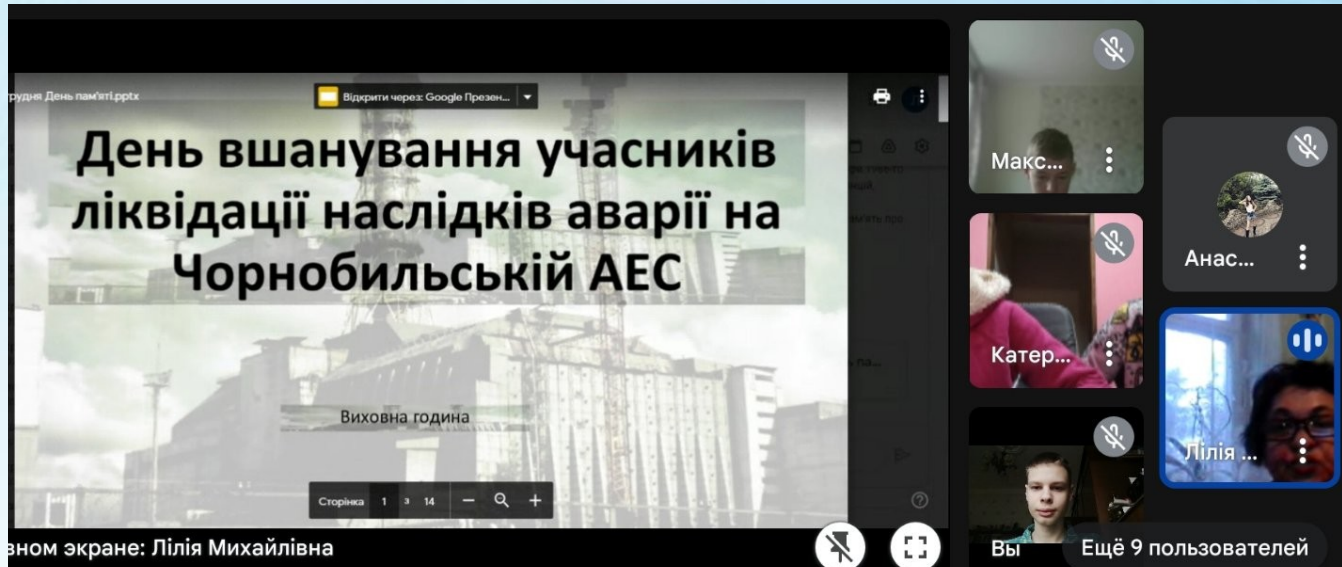 рудня День пам'яті.pptx
Відкрити через: Google Презен...
День вшанування учасників
ліквідації наслідків аварії на
Чорнобильській АЕС
Виховна година
Сторінка 1 з 14
вном экране: Лілія Михайлівна
Макс...
Анас...
Катер...
Лілія ...
Вы
Ещё 9 пользователей